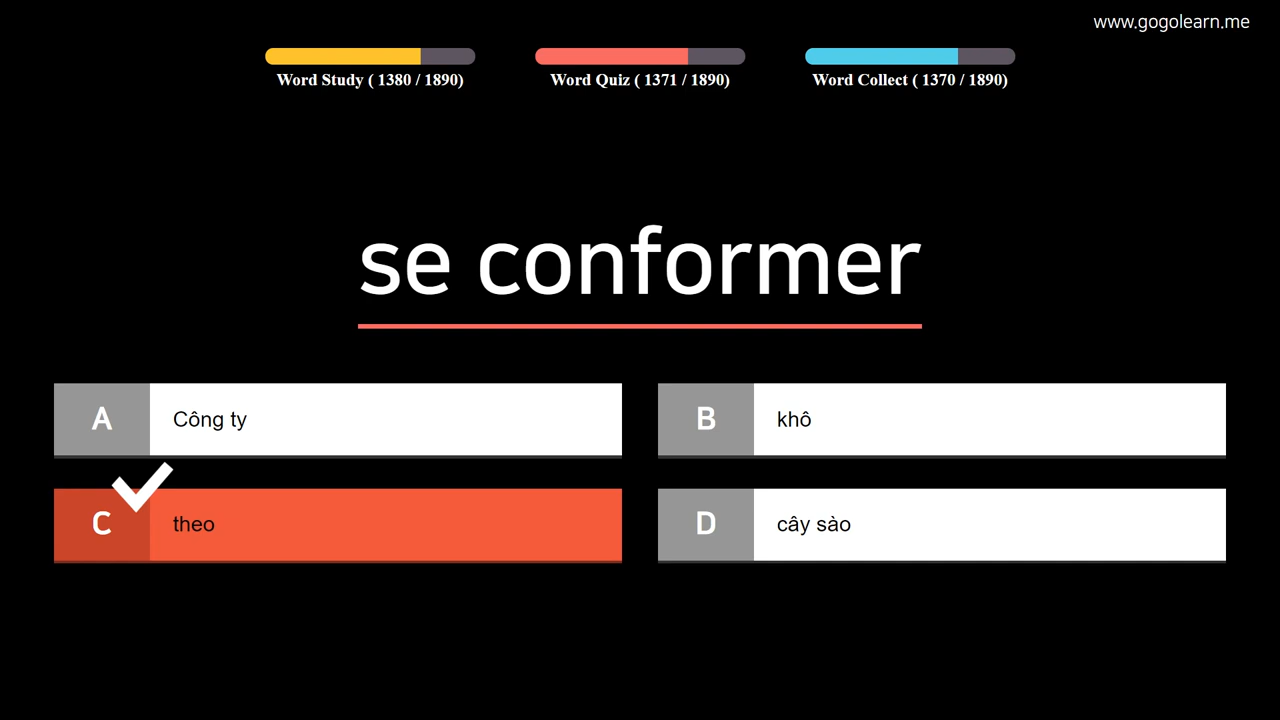 www.gogolearn.me
Word Study ( 1380 / 1890)
Word Quiz ( 1371 / 1890)
Word Collect ( 1370 / 1890)
se conformer
A Công ty
B khô
C theo
D cây sào